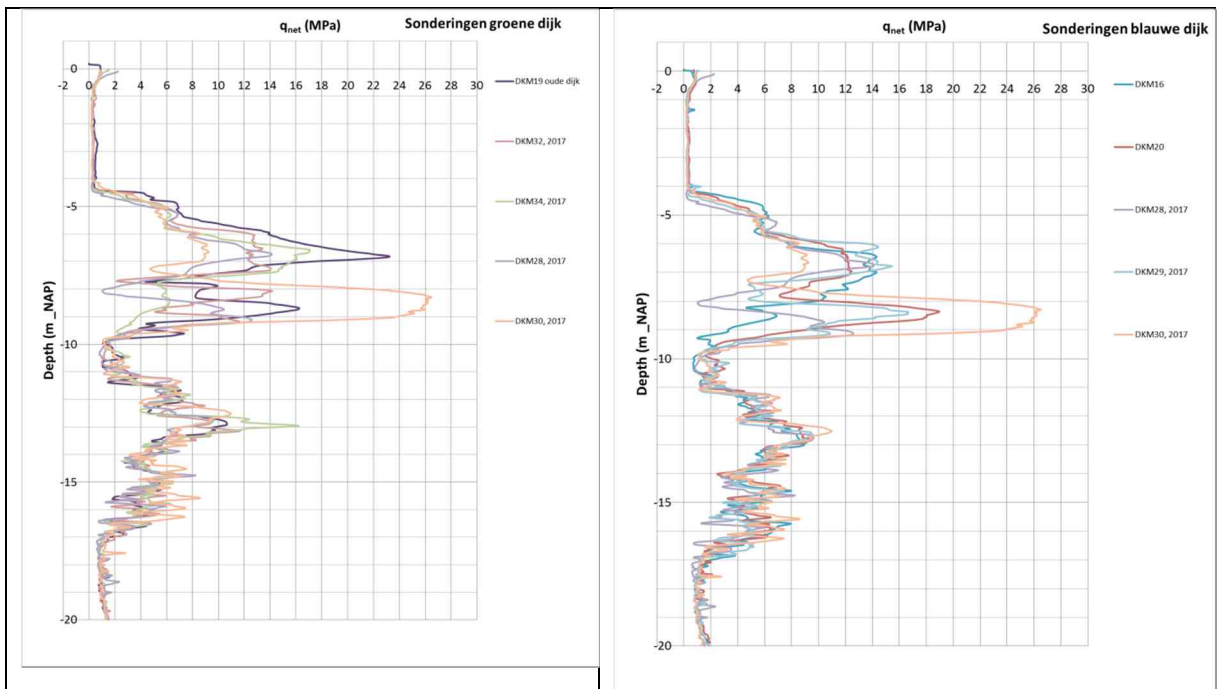 q_net (MPa) Sonderingen groene dijk
-2 0 2 4 6 8 10 12 14 16 18 20 22 24 26 28 30
0
-5
-10
-15
-20
Depth (m _NAP)
DKM19 oude dijk
DKM32, 2017
DKM34, 2017
DKM28, 2017
DKM30, 2017
q_net (MPa) Sonderingen blauwe dijk
-2 0 2 4 6 8 10 12 14 16 18 20 22 24 26 28 30
0
-5
-10
-15
-20
Depth (m _NAP)
DKM16
DKM20
DKM28, 2017
DKM29, 2017
DKM30, 2017